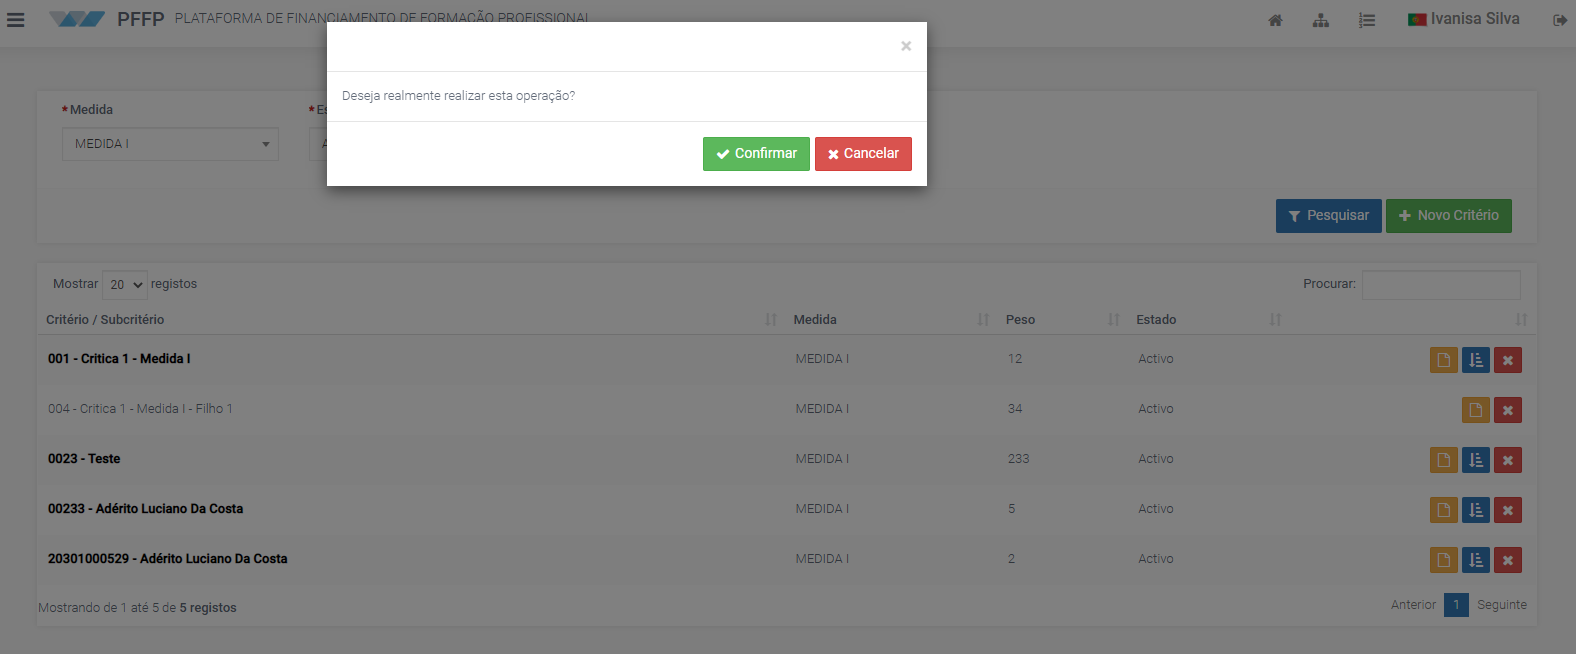 PFFP PLATAFORMA DE FINANCIAMENTO DE FORMAÇÃO PROFISSIONAL
Ivanisa Silva
×
Deseja realmente realizar esta operação?
Confirmar Cancelar
*Medida
MEDIDA I
Pesquisar Novo Critério
Mostrar 20 registos
Procurar:
Critério / Subcritério Medida Peso Estado
001 - Critica 1 - Medida I MEDIDA I 12 Activo
004 - Critica 1 - Medida I - Filho 1 MEDIDA I 34 Activo
0023 - Teste MEDIDA I 233 Activo
00233 - Adérito Luciano Da Costa MEDIDA I 5 Activo
20301000529 - Adérito Luciano Da Costa MEDIDA I 2 Activo
Mostrando de 1 até 5 de 5 registos
Anterior 1 Seguinte